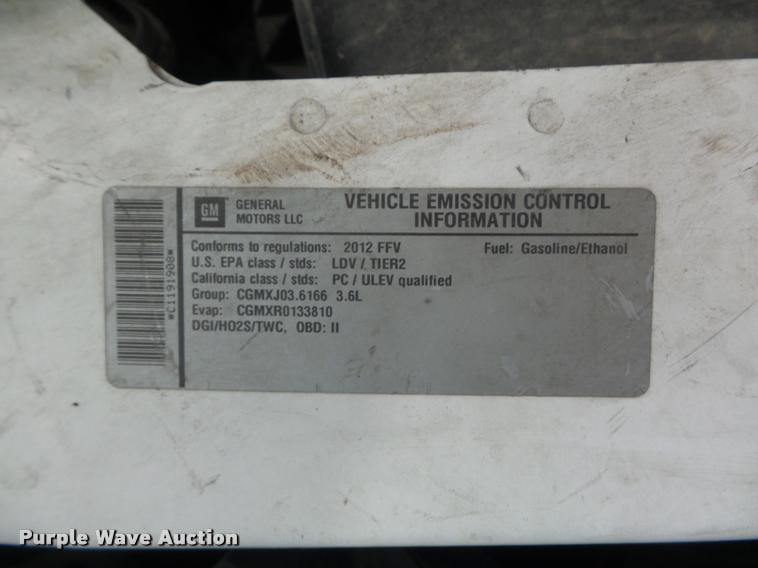 GM GENERAL MOTORS LLC
VEHICLE EMISSION CONTROL
INFORMATION
Conforms to regulations: 2012 FFV Fuel: Gasoline/Ethanol
U.S. EPA class / stds: LDV / TIER2
California class / stds: PC / ULEV qualified
Group: CGMXJ03.6166 3.6L
Evap: CGMXR0133810
DGI/HO2S/TWC, OBD: II
*C1191908*
Purple Wave Auction